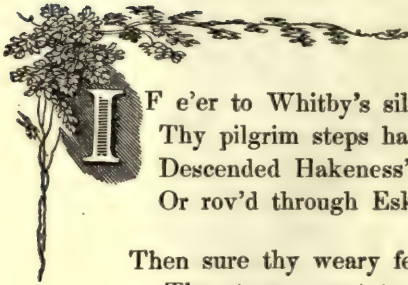 IF e'er to Whitby's sil
Thy pilgrim steps ha
Descended Hakeness'
Or rov'd through Esk
Then sure thy weary fe